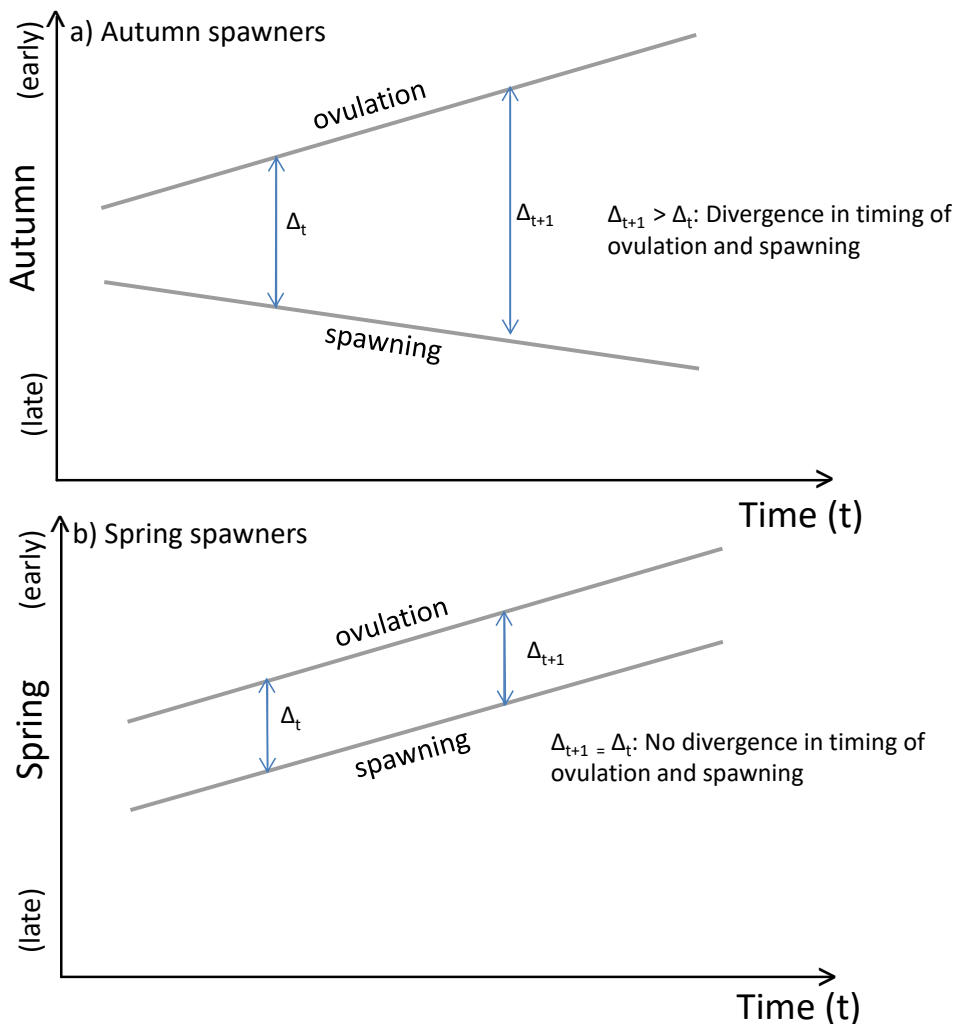 a) Autumn spawners
(early)
Autumn
(late)
ovulation
Δt
Δt+1
spawning
Δt+1 > Δt: Divergence in timing of
ovulation and spawning
Time (t)
b) Spring spawners
(early)
Spring
(late)
ovulation
Δt
Δt+1
spawning
Δt+1 = Δt: No divergence in timing of
ovulation and spawning
Time (t)